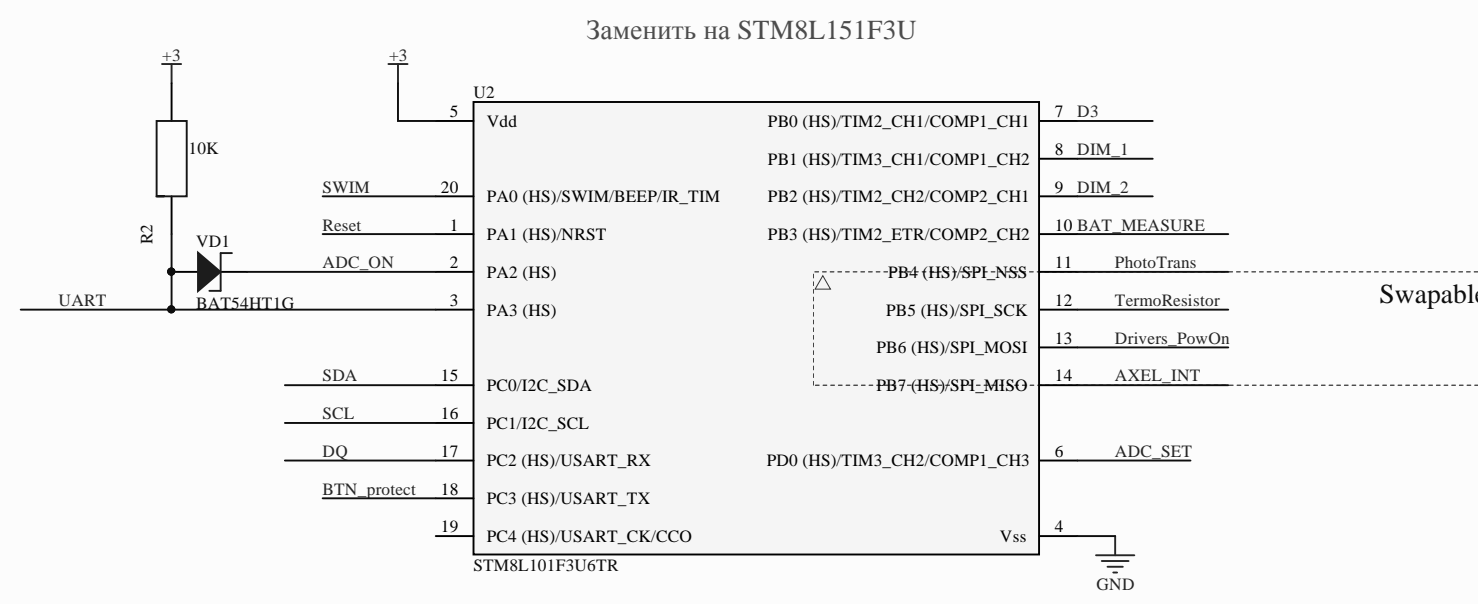 Заменить на STM8L151F3U
+3
+3
U2
5 Vdd
PB0 (HS)/TIM2_CH1/COMP1_CH1 7 D3
10K
PB1 (HS)/TIM3_CH1/COMP1_CH2 8 DIM_1
SWIM 20 PA0 (HS)/SWIM/BEEP/IR_TIM
PB2 (HS)/TIM2_CH2/COMP2_CH1 9 DIM_2
R2
Reset 1 PA1 (HS)/NRST
PB3 (HS)/TIM2_ETR/COMP2_CH2 10 BAT_MEASURE
VD1
ADC_ON 2 PA2 (HS)
PB4 (HS)/SPI_NSS 11 PhotoTrans
BAT54HT1G
UART 3 PA3 (HS)
PB5 (HS)/SPI_SCK 12 TermoResistor
Swapable
PB6 (HS)/SPI_MOSI 13 Drivers_PowOn
SDA 15 PC0/I2C_SDA
PB7 (HS)/SPI_MISO 14 AXEL_INT
SCL 16 PC1/I2C_SCL
DQ 17 PC2 (HS)/USART_RX
PD0 (HS)/TIM3_CH2/COMP1_CH3 6 ADC_SET
BTN_protect 18 PC3 (HS)/USART_TX
19 PC4 (HS)/USART_CK/CCO
Vss 4
STM8L101F3U6TR
GND